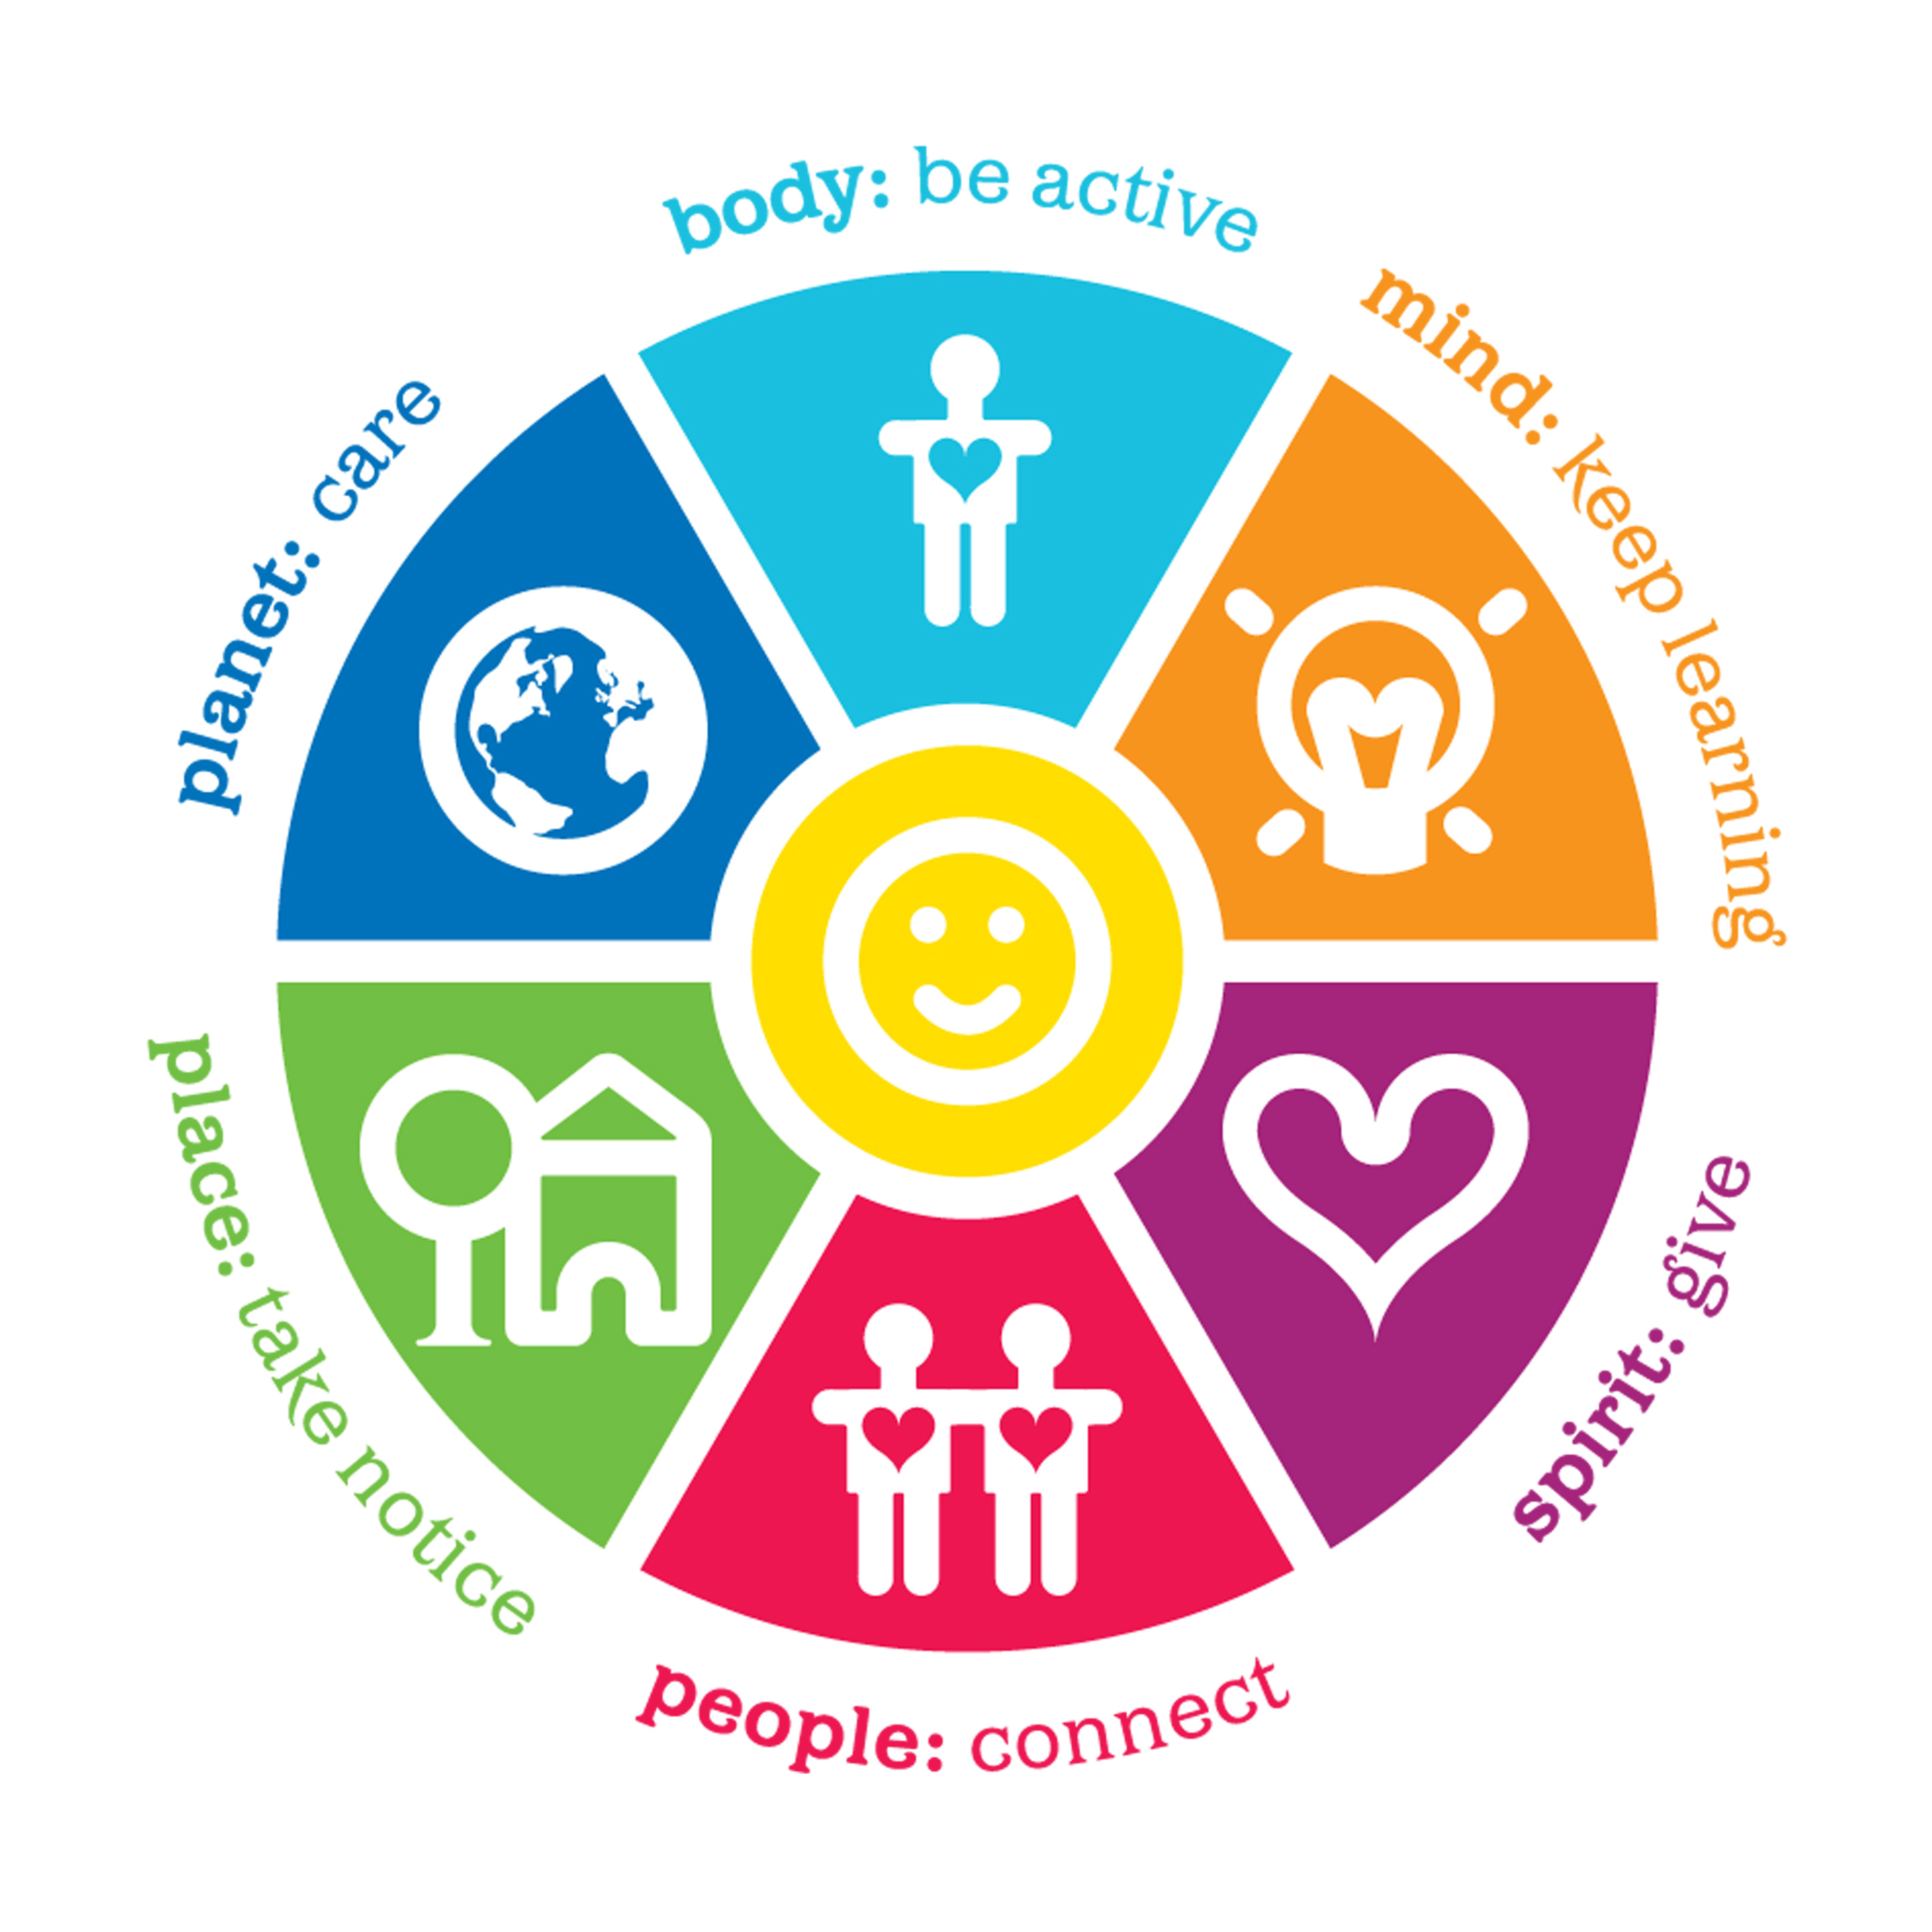 body: be active
mind: keep learning
spirit: give
people: connect
place: take notice
planet: care